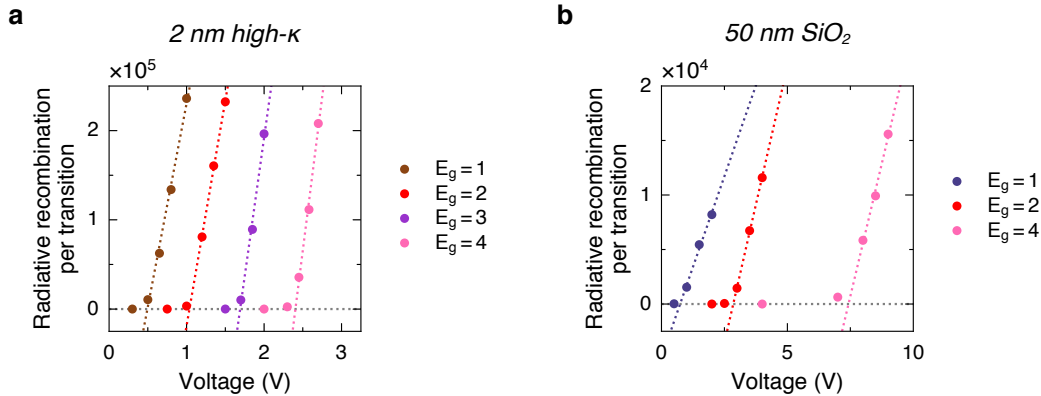 a
2 nm high-κ
×10⁵
2
1
0
0
1
2
3
Radiative recombination
per transition
Voltage (V)
E_g = 1
E_g = 2
E_g = 3
E_g = 4
b
50 nm SiO₂
×10⁴
2
1
0
0
5
10
Radiative recombination
per transition
Voltage (V)
E_g = 1
E_g = 2
E_g = 4